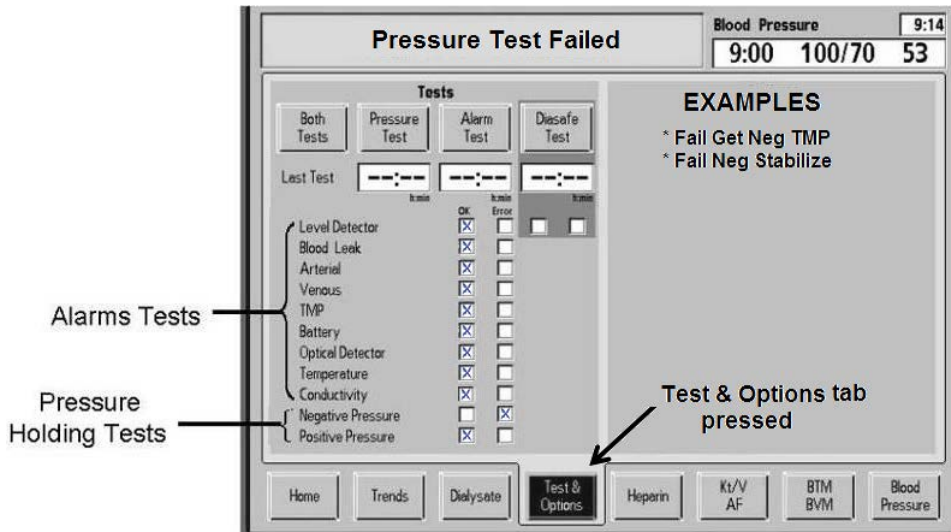 Pressure Test Failed
Blood Pressure 9:14
9:00 100/70 53
Tests
Both Tests
Pressure Test
Alarm Test
Diasafe Test
Last Test --:-- --:-- --:--
h:min h:min h:min
OK Error
Level Detector
Blood Leak
Arterial
Venous
TMP
Battery
Optical Detector
Temperature
Conductivity
Negative Pressure
Positive Pressure
Alarms Tests
Pressure
Holding Tests
EXAMPLES
* Fail Get Neg TMP
* Fail Neg Stabilize
Test & Options tab
pressed
Home
Trends
Dialysate
Test &
Options
Heparin
Kt/V
AF
BTM
BVM
Blood
Pressure